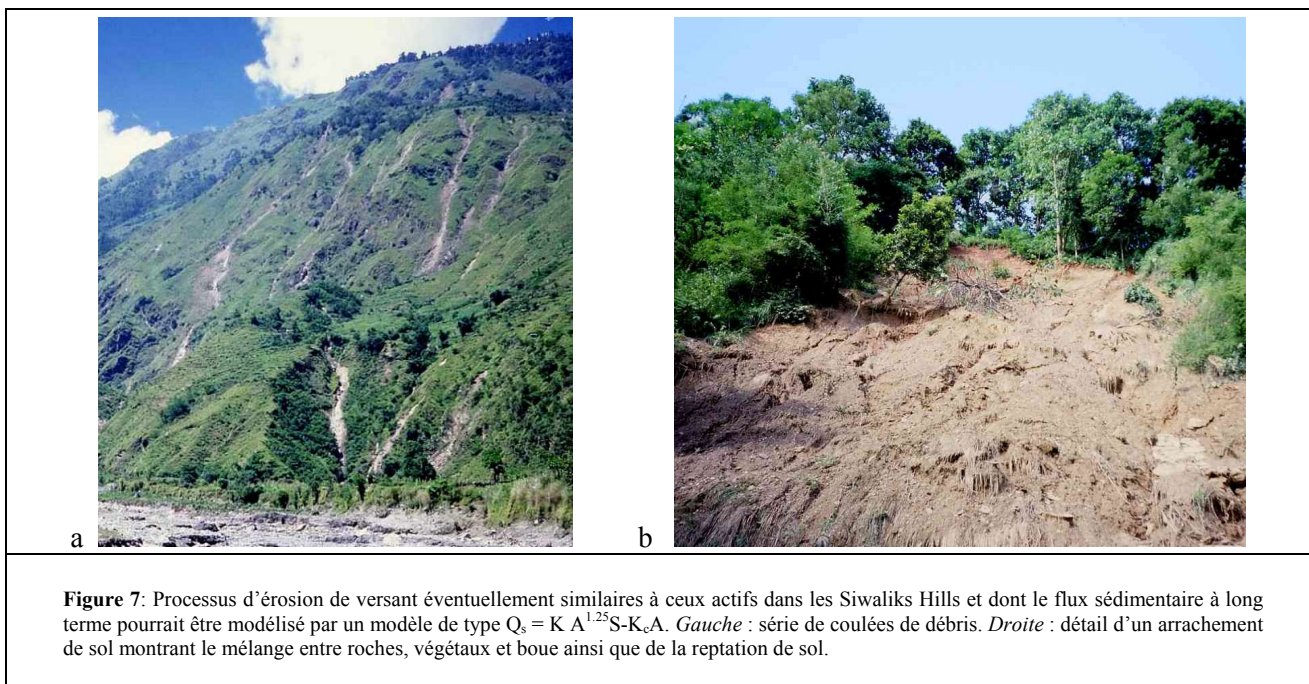 a
b
Figure 7: Processus d'érosion de versant éventuellement similaires à ceux actifs dans les Siwaliks Hills et dont le flux sédimentaire à long
terme pourrait être modélisé par un modèle de type Qs = K A^1.25S-KcA. Gauche : série de coulées de débris. Droite : détail d'un arrachement
de sol montrant le mélange entre roches, végétaux et boue ainsi que de la reptation de sol.